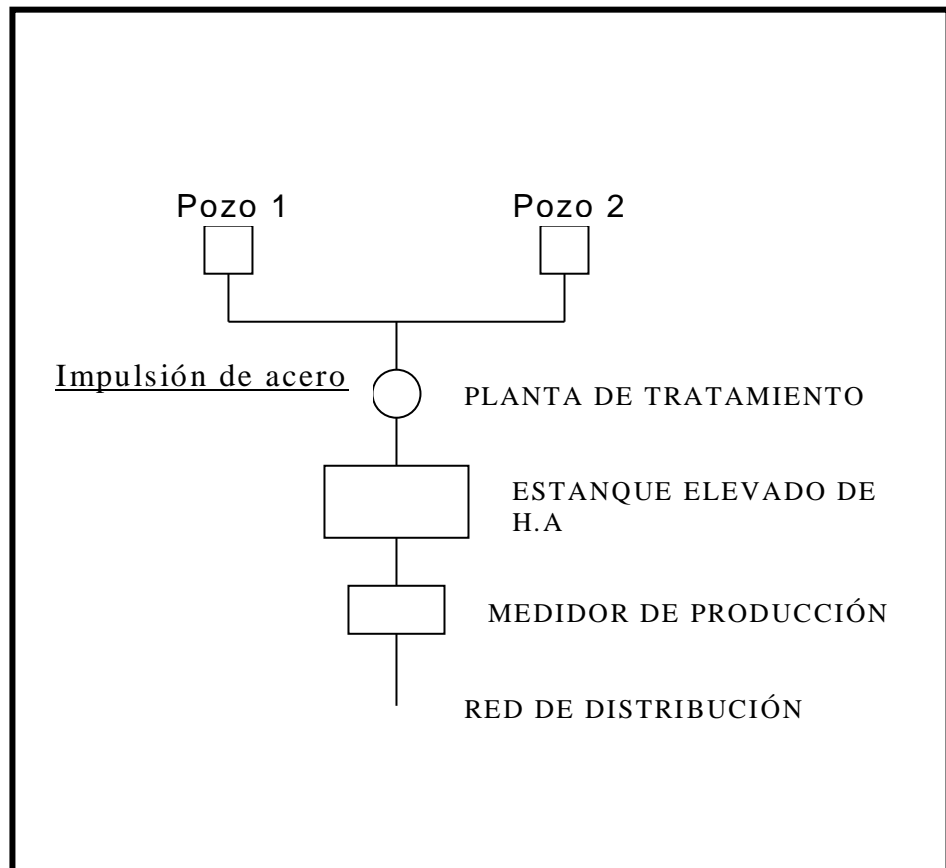 Pozo 1
Pozo 2
Impulsión de acero
PLANTA DE TRATAMIENTO
ESTANQUE ELEVADO DE
H.A
MEDIDOR DE PRODUCCIÓN
RED DE DISTRIBUCIÓN